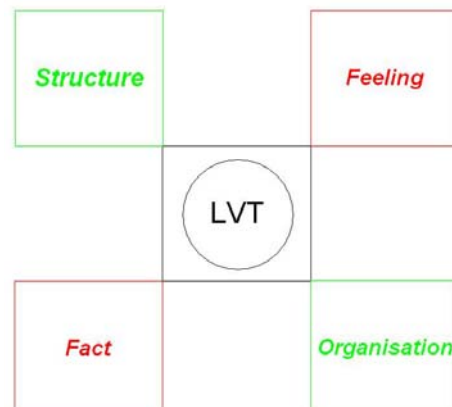 Structure
Feeling
LVT
Fact
Organisation